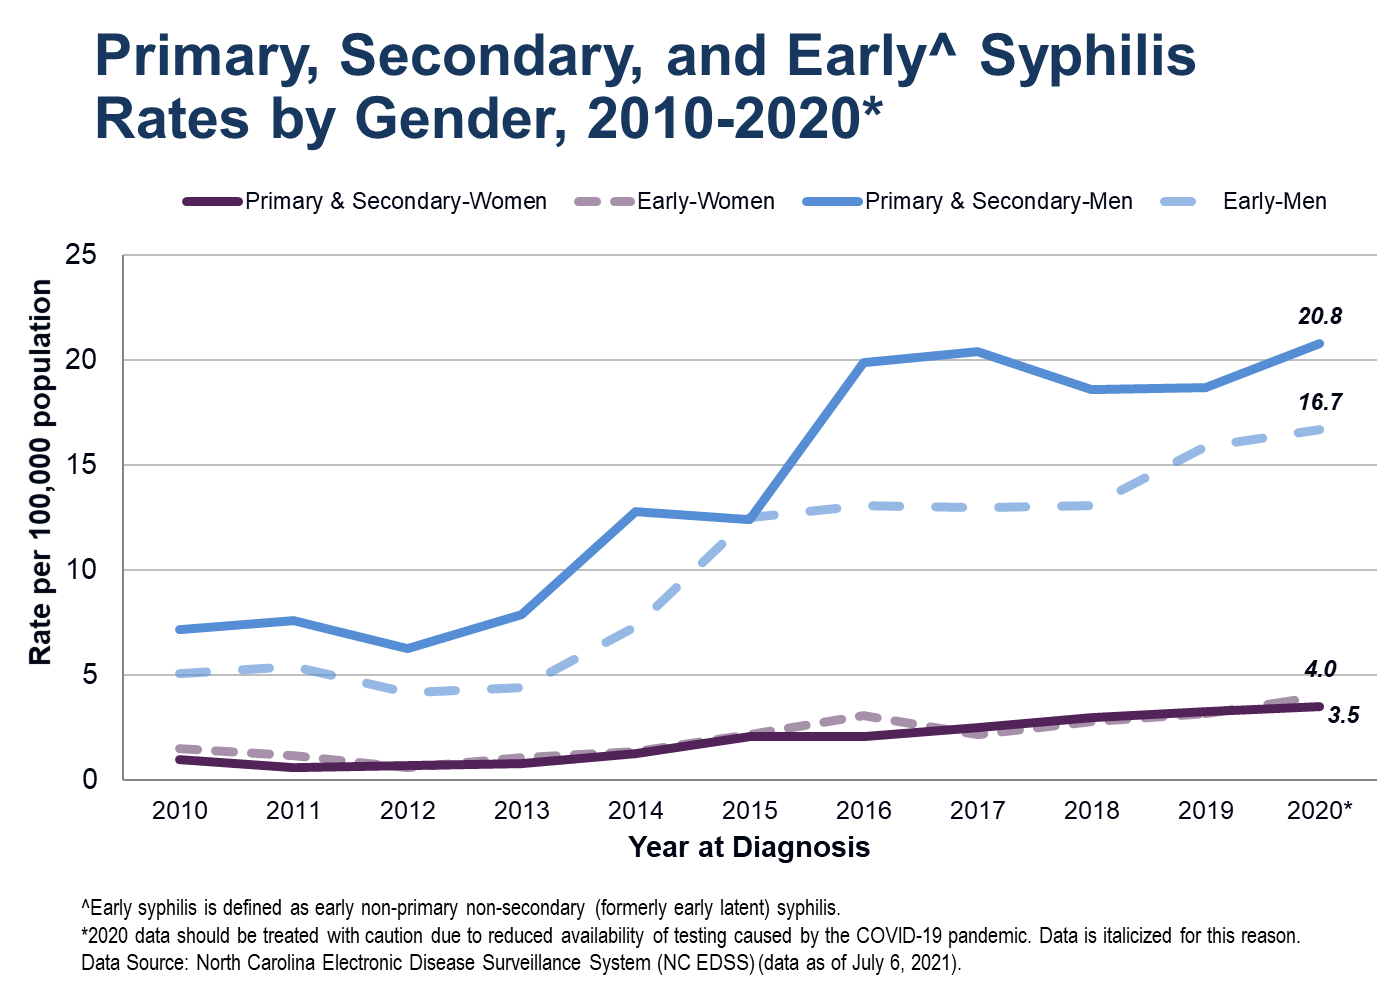 Primary, Secondary, and Early^ Syphilis
Rates by Gender, 2010-2020*
Primary & Secondary-Women
Early-Women
Primary & Secondary-Men
Early-Men
Rate per 100,000 population
25
20
15
10
5
0
20.8
16.7
4.0
3.5
2010
2011
2012
2013
2014
2015
2016
2017
2018
2019
2020*
Year at Diagnosis
^Early syphilis is defined as early non-primary non-secondary (formerly early latent) syphilis.
*2020 data should be treated with caution due to reduced availability of testing caused by the COVID-19 pandemic. Data is italicized for this reason.
Data Source: North Carolina Electronic Disease Surveillance System (NC EDSS) (data as of July 6, 2021).